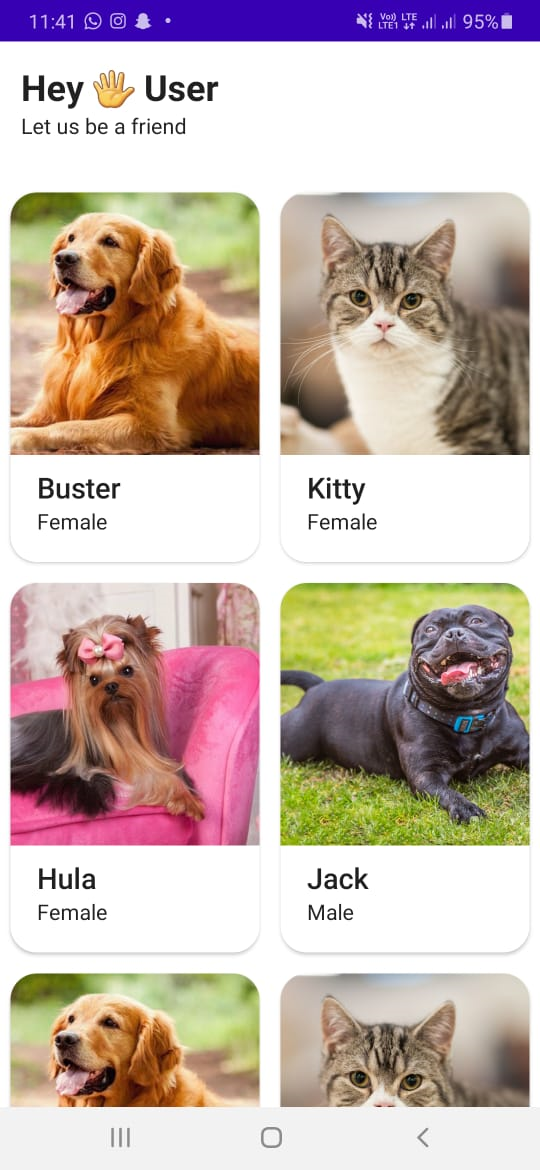 11:41 Vo)) LTE LTE1 95%
Hey 🖐 User
Let us be a friend
Buster Kitty
Female Female
Hula Jack
Female Male